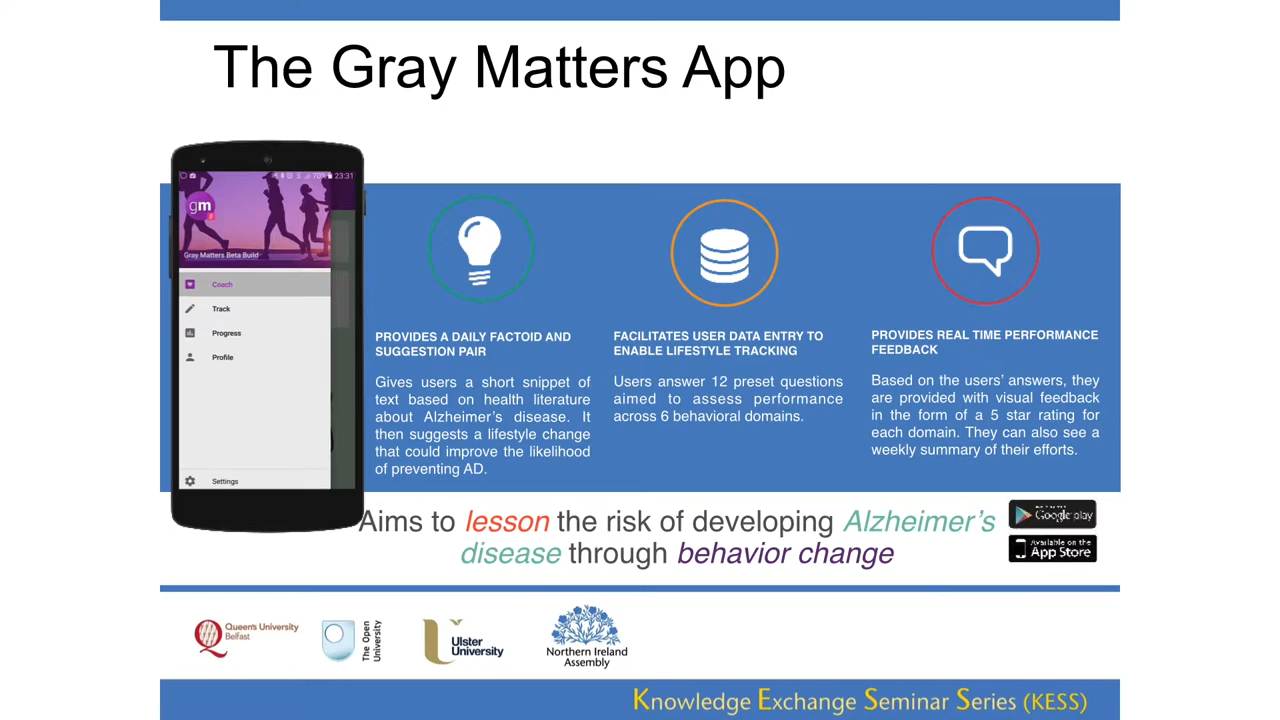 The Gray Matters App
70% 23:31
gm
Gray Matters Beta Build
Coach
Track
Progress
Profile
Settings
PROVIDES A DAILY FACTOID AND
SUGGESTION PAIR
Gives users a short snippet of
text based on health literature
about Alzheimer's disease. It
then suggests a lifestyle change
that could improve the likelihood
of preventing AD.
FACILITATES USER DATA ENTRY TO
ENABLE LIFESTYLE TRACKING
Users answer 12 preset questions
aimed to assess performance
across 6 behavioral domains.
PROVIDES REAL TIME PERFORMANCE
FEEDBACK
Based on the users' answers, they
are provided with visual feedback
in the form of a 5 star rating for
each domain. They can also see a
weekly summary of their efforts.
Aims to lesson the risk of developing Alzheimer's
disease through behavior change
Google play
Available on the
App Store
Queen's University
Belfast
The Open
University
Ulster
University
Northern Ireland
Assembly
Knowledge Exchange Seminar Series (KESS)